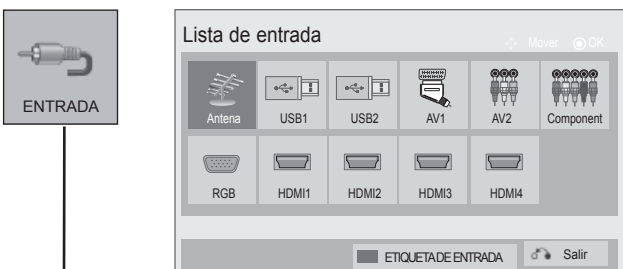 ENTRADA
Lista de entrada
Mover OK
Antena USB1 USB2 AV1 AV2 Component
RGB HDMI1 HDMI2 HDMI3 HDMI4
ETIQUETA DE ENTRADA Salir